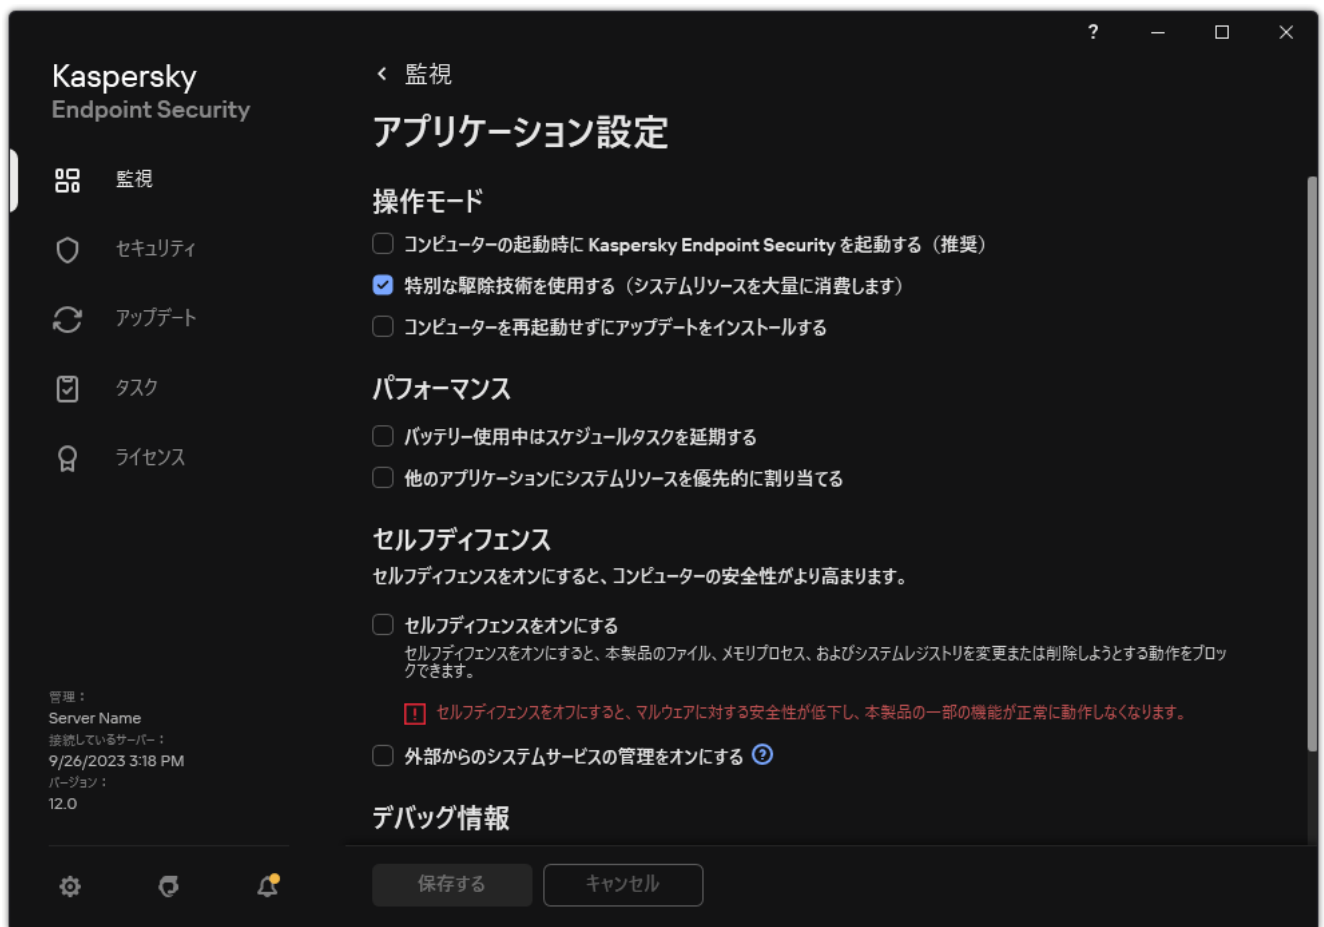 ?
Kaspersky
Endpoint Security
監視
セキュリティ
アップデート
タスク
ライセンス
管理：
Server Name
接続しているサーバー：
9/26/2023 3:18 PM
バージョン：
12.0
監視
アプリケーション設定
操作モード
コンピューターの起動時に Kaspersky Endpoint Security を起動する（推奨）
特別な駆除技術を使用する（システムリソースを大量に消費します）
コンピューターを再起動せずにアップデートをインストールする
パフォーマンス
バッテリー使用中はスケジュールタスクを延期する
他のアプリケーションにシステムリソースを優先的に割り当てる
セルフディフェンス
セルフディフェンスをオンにすると、コンピューターの安全性がより高まります。
セルフディフェンスをオンにする
セルフディフェンスをオンにすると、本製品のファイル、メモリプロセス、およびシステムレジストリを変更または削除しようとする動作をブロッ
クできます。
セルフディフェンスをオフにすると、マルウェアに対する安全性が低下し、本製品の一部の機能が正常に動作しなくなります。
外部からのシステムサービスの管理をオンにする ?
デバッグ情報
保存する
キャンセル